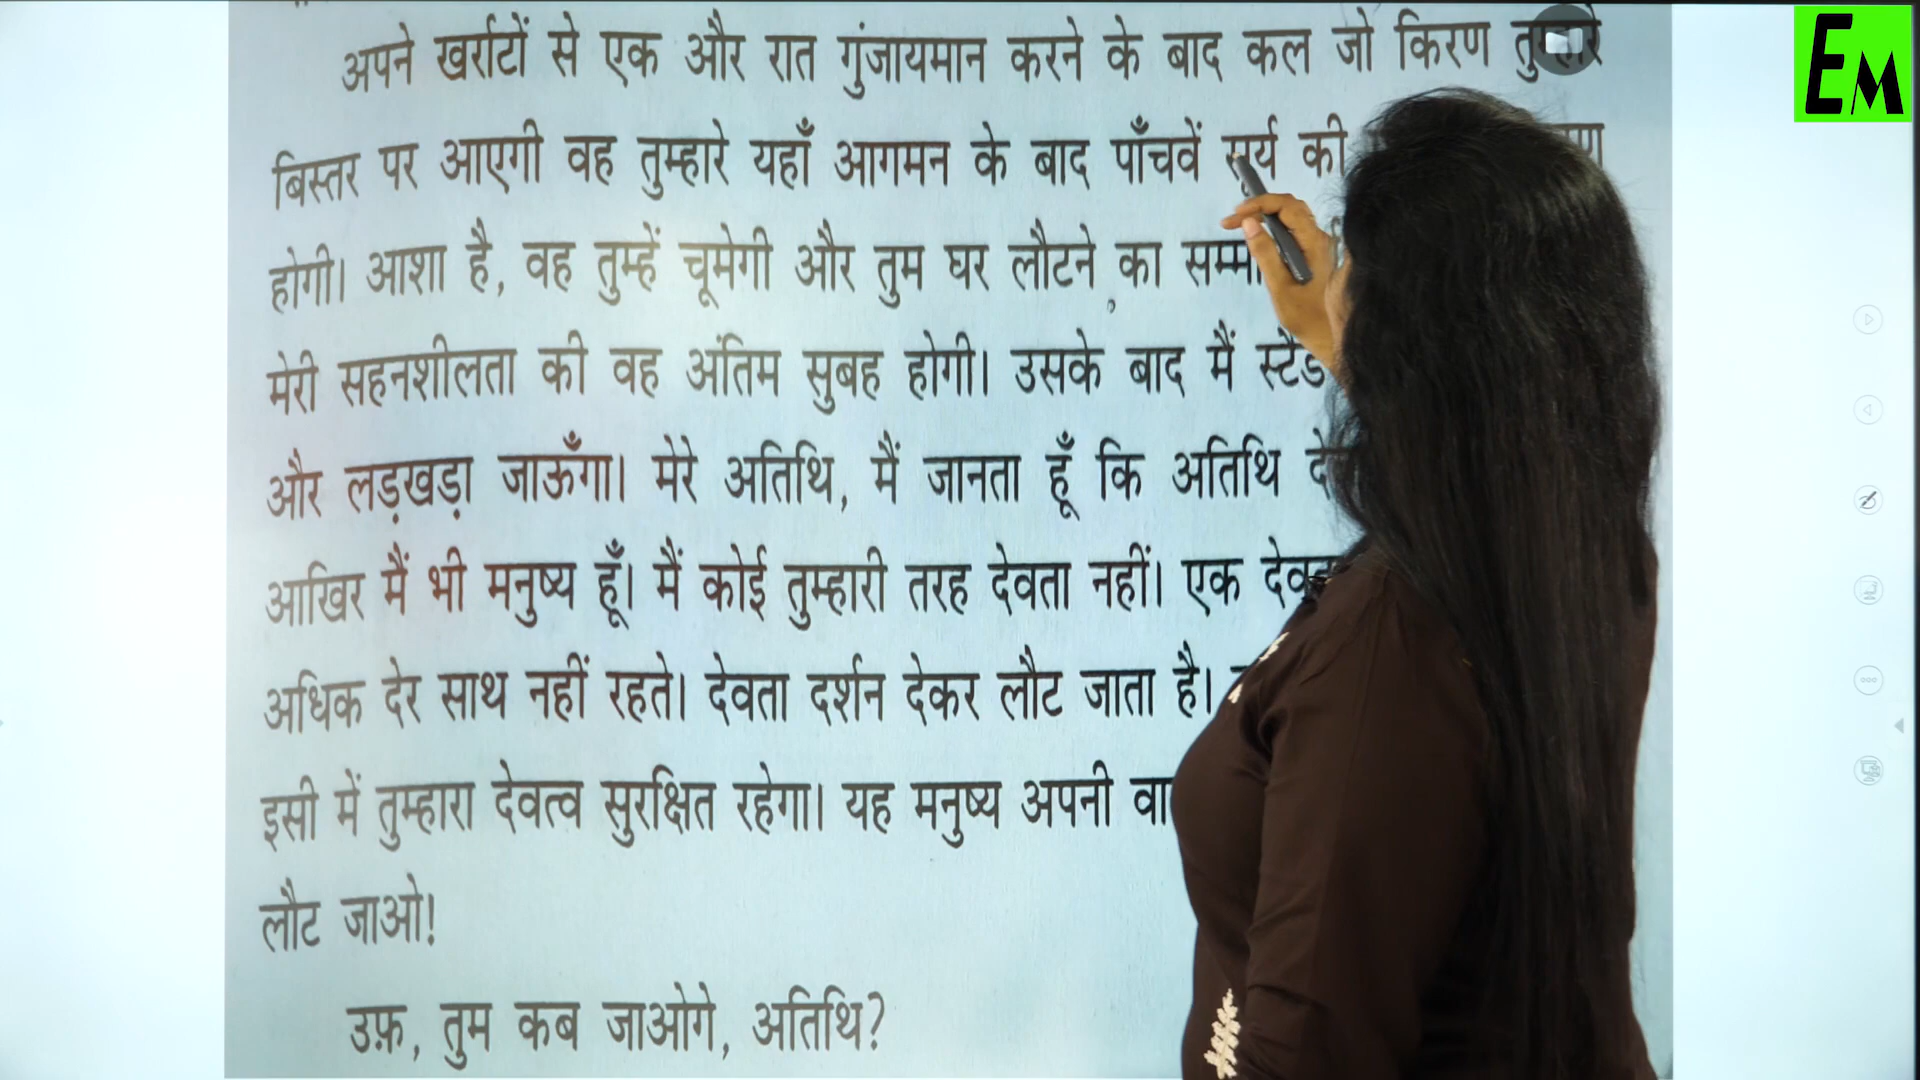 अपने खर्राटों से एक और रात गुंजायमान करने के बाद कल जो किरण
बिस्तर पर आएगी वह तुम्हारे यहाँ आगमन के बाद पाँचवें सूर्य की
होगी। आशा है, वह तुम्हें चूमेगी और तुम घर लौटने का
मेरी सहनशीलता की वह अंतिम सुबह होगी। उसके बाद मैं
और लड़खड़ा जाऊँगा। मेरे अतिथि, मैं जानता हूँ कि अतिथि
आखिर मैं भी मनुष्य हूँ। मैं कोई तुम्हारी तरह देवता नहीं। एक
अधिक देर साथ नहीं रहते। देवता दर्शन देकर लौट जाता है।
इसी में तुम्हारा देवत्व सुरक्षित रहेगा। यह मनुष्य अपनी
लौट जाओ!
उफ़, तुम कब जाओगे, अतिथि?
EM